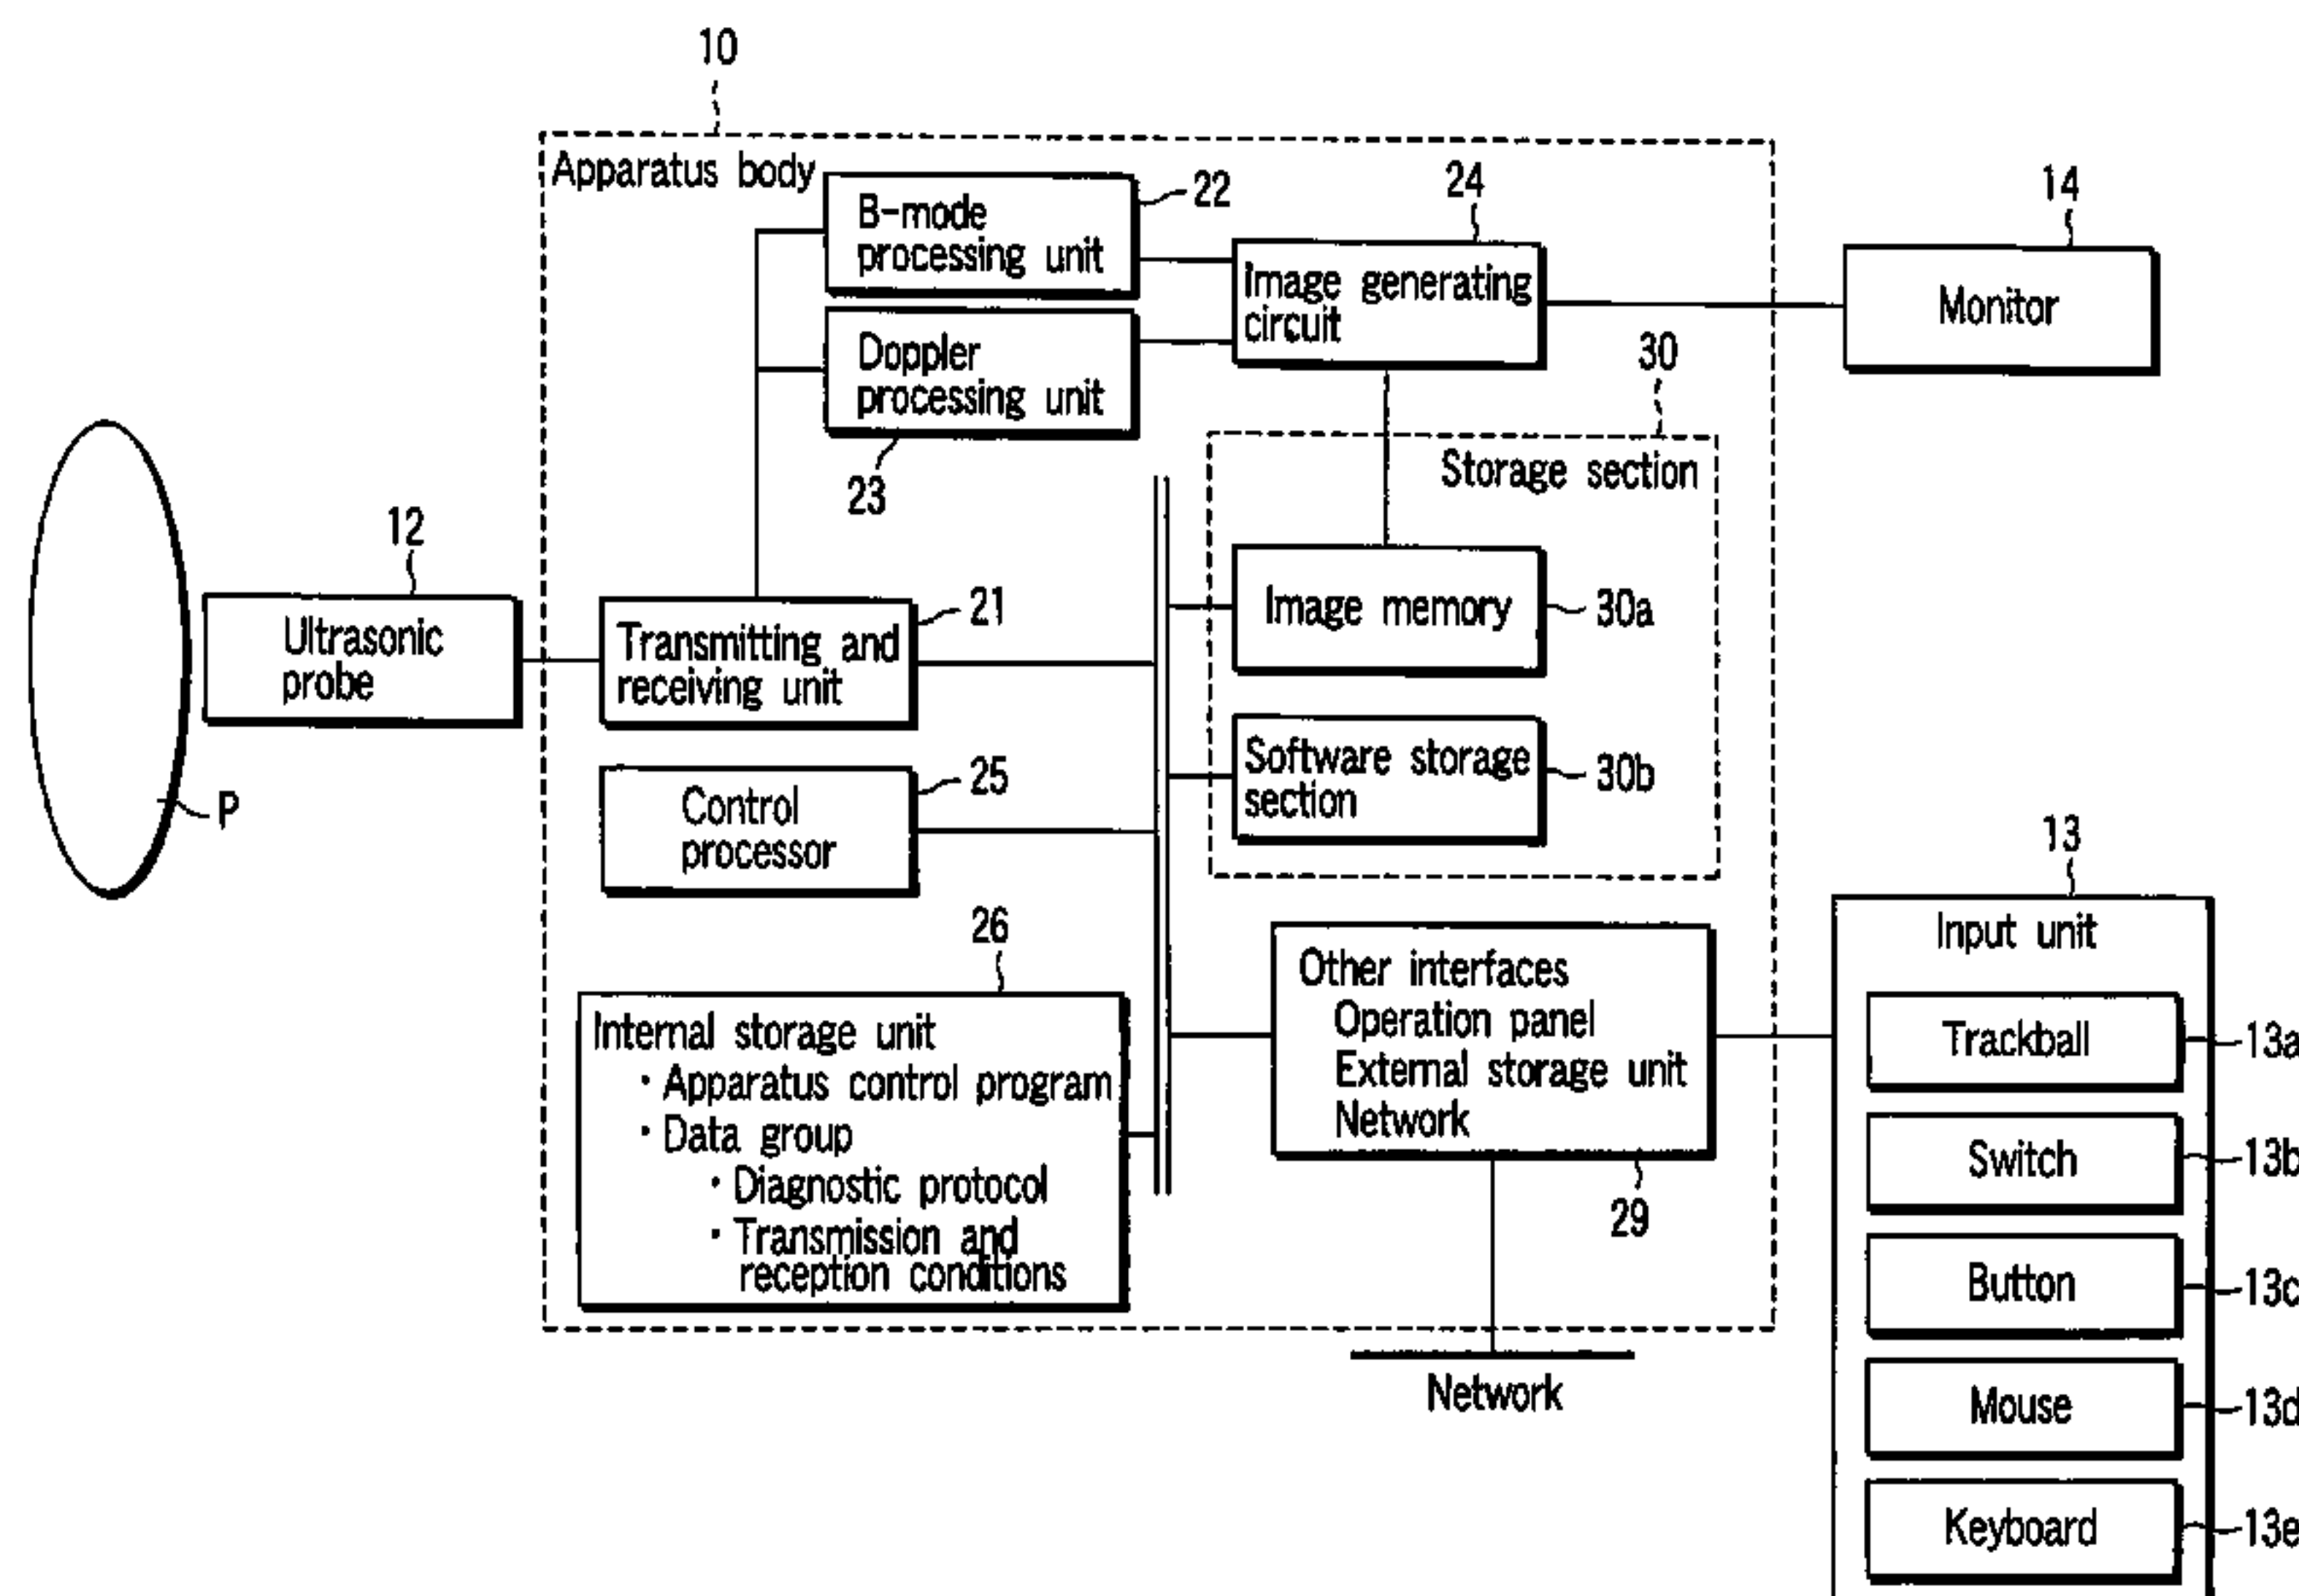 10
Apparatus body
B-mode
processing unit
22
24
Image generating
circuit
14
Monitor
Doppler
processing unit
23
30
Storage section
12
Ultrasonic
probe
P
21
Transmitting and
receiving unit
Image memory
30a
25
Control
processor
Software storage
section
30b
26
Internal storage unit
・Apparatus control program
・Data group
・Diagnostic protocol
・Transmission and
reception conditions
Other interfaces
Operation panel
External storage unit
Network
29
Network
13
Input unit
Trackball
13a
Switch
13b
Button
13c
Mouse
13d
Keyboard
13e